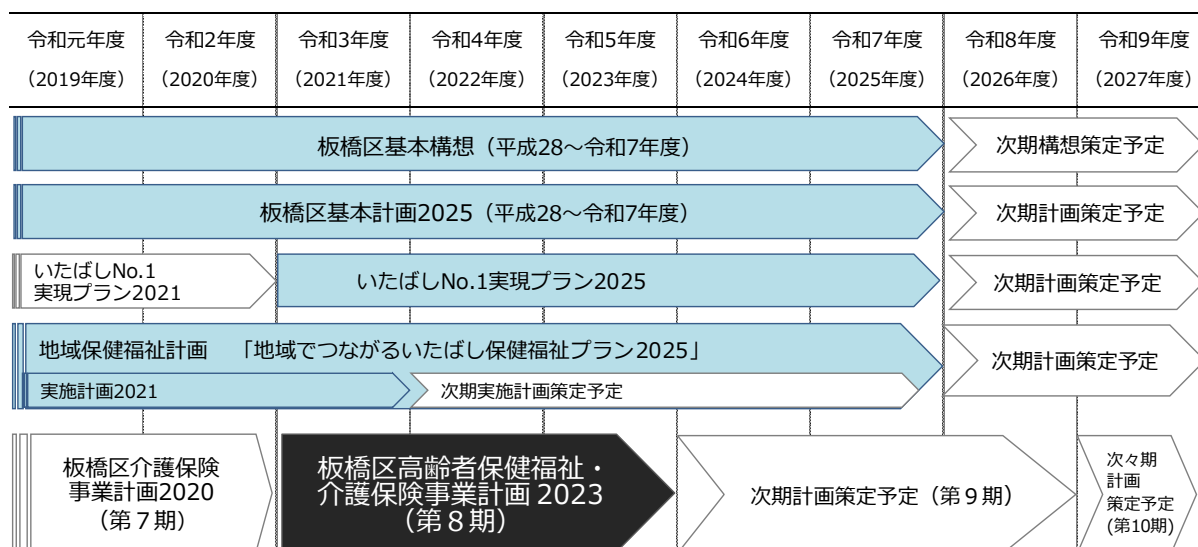 令和元年度 令和2年度 令和3年度 令和4年度 令和5年度 令和6年度 令和7年度 令和8年度 令和9年度
（2019年度） （2020年度） （2021年度） （2022年度） （2023年度） （2024年度） （2025年度） （2026年度） （2027年度）
板橋区基本構想（平成28～令和7年度） 次期構想策定予定
板橋区基本計画2025（平成28～令和7年度） 次期計画策定予定
いたばしNo.1
実現プラン2021
いたばしNo.1実現プラン2025
次期計画策定予定
地域保健福祉計画 「地域でつながるいたばし保健福祉プラン2025」
次期計画策定予定
実施計画2021 次期実施計画策定予定
板橋区介護保険
事業計画2020
（第７期）
板橋区高齢者保健福祉・
介護保険事業計画 2023
（第８期）
次期計画策定予定（第９期）
次々期
計画
策定予定
(第10期)